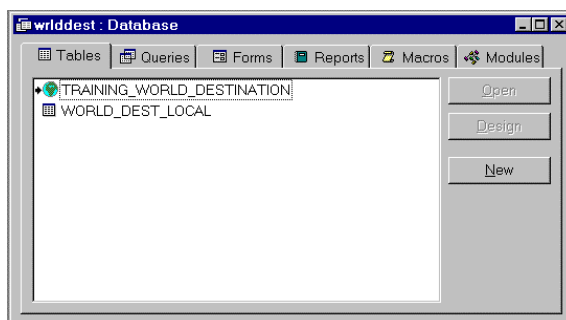 wrlddest : Database
Tables Queries Forms Reports Macros Modules
TRAINING_WORLD_DESTINATION
WORLD_DEST_LOCAL
Open
Design
New